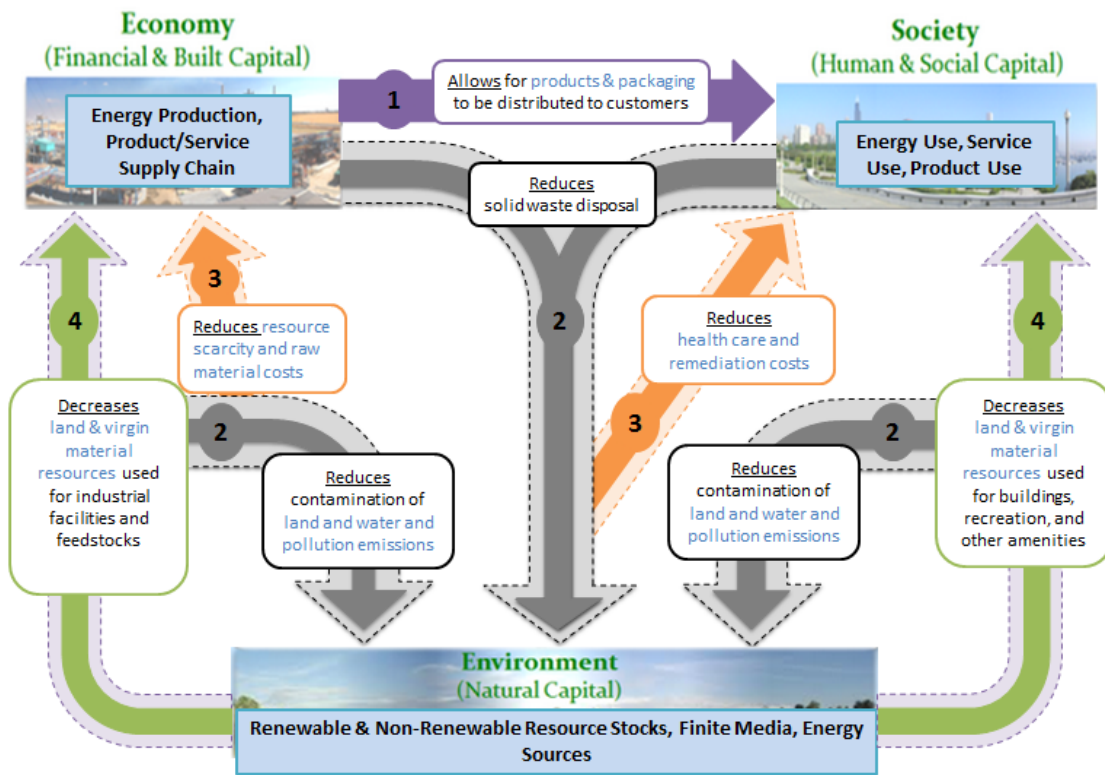 Economy
(Financial & Built Capital)
Energy Production,
Product/Service
Supply Chain
1
Allows for products & packaging
to be distributed to customers
Society
(Human & Social Capital)
Energy Use, Service
Use, Product Use
Reduces
solid waste disposal
2
3
Reduces resource
scarcity and raw
material costs
Reduces
health care and
remediation costs
3
4
Decreases
land & virgin
material
resources used
for industrial
facilities and
feedstocks
2
Reduces
contamination of
land and water and
pollution emissions
2
Reduces
contamination of
land and water and
pollution emissions
4
Decreases
land & virgin
material
resources used
for buildings,
recreation, and
other amenities
Environment
(Natural Capital)
Renewable & Non-Renewable Resource Stocks, Finite Media, Energy
Sources